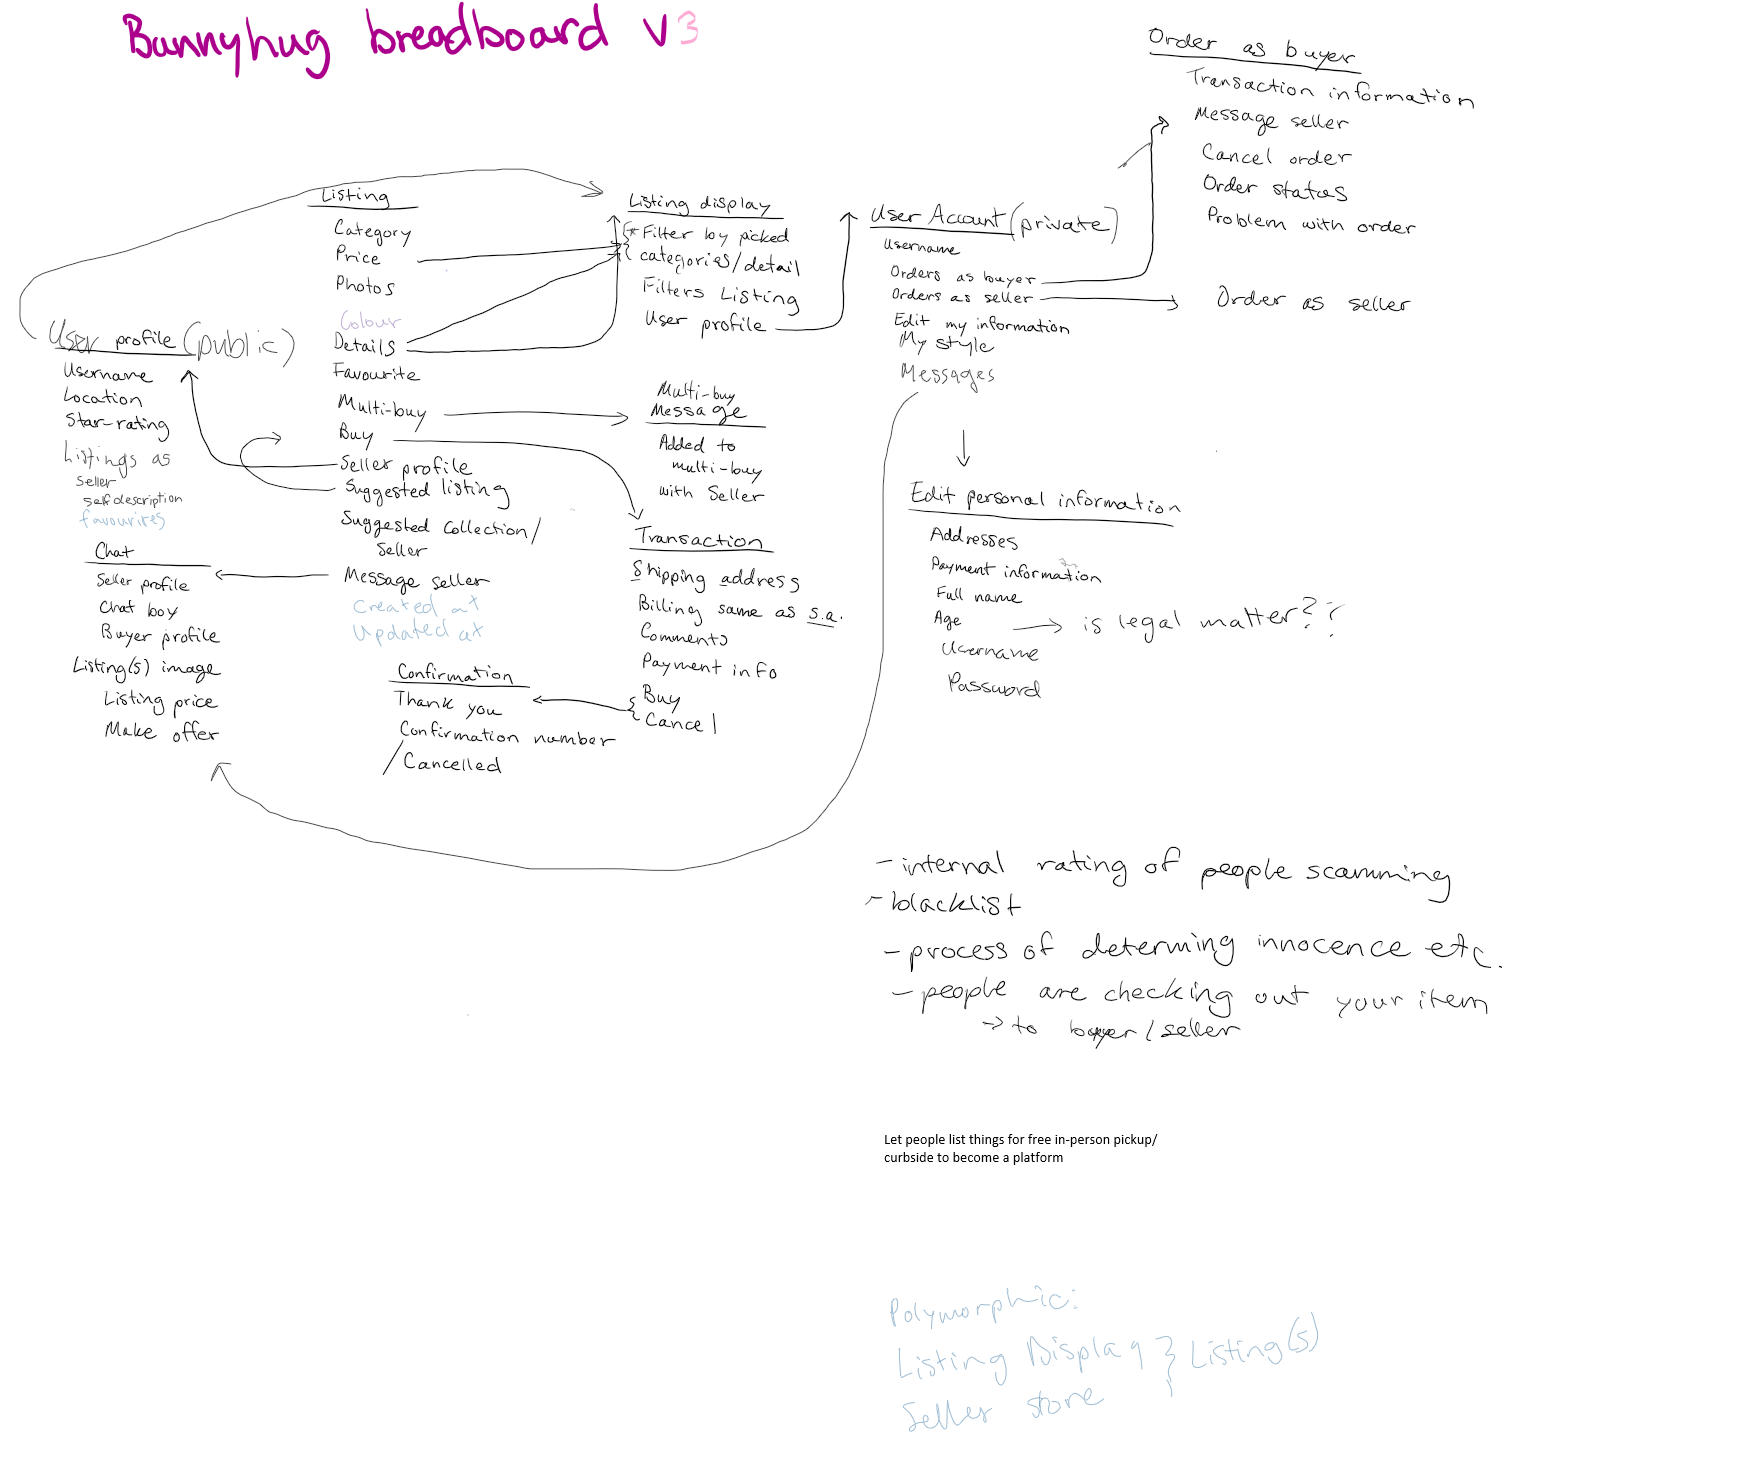 Bunnyhug breadboard v3
Order as buyer
Transaction information
Message seller
Cancel order
Order status
Problem with order
Listing
Category
Price
Photos
Colour
Details
Favourite
Multi-buy
Buy
Seller profile
Suggested listing
Suggested collection/
Seller
Message seller
Created at
Updated at
Listing display
*Filter by picked
categories/detail
Filters Listing
User profile
User Account (private)
Username
Orders as buyer
Orders as seller
Edit my information
My style
Messages
Order as seller
User profile (public)
Username
Location
Star-rating
Listings as
seller
self description
favourites
Chat
Seller profile
Chat boy
Buyer profile
Listing(s) image
Listing price
Make offer
Multi-buy
Message
Added to
multi-buy
with Seller
Transaction
Shipping address
Billing same as s.a.
Comments
Payment info
Buy
Cancel
Confirmation
Thank you
Confirmation number
/Cancelled
Edit personal information
Addresses
Payment information
Full name
Age
is legal matter??
Username
Password
- internal rating of people scamming
- blacklist
- process of determing innocence etc.
- people are checking out your item
-> to buyer/seller
Let people list things for free in-person pickup/
curbside to become a platform
Polymorphic:
Listing Display } Listing(s)
Seller store